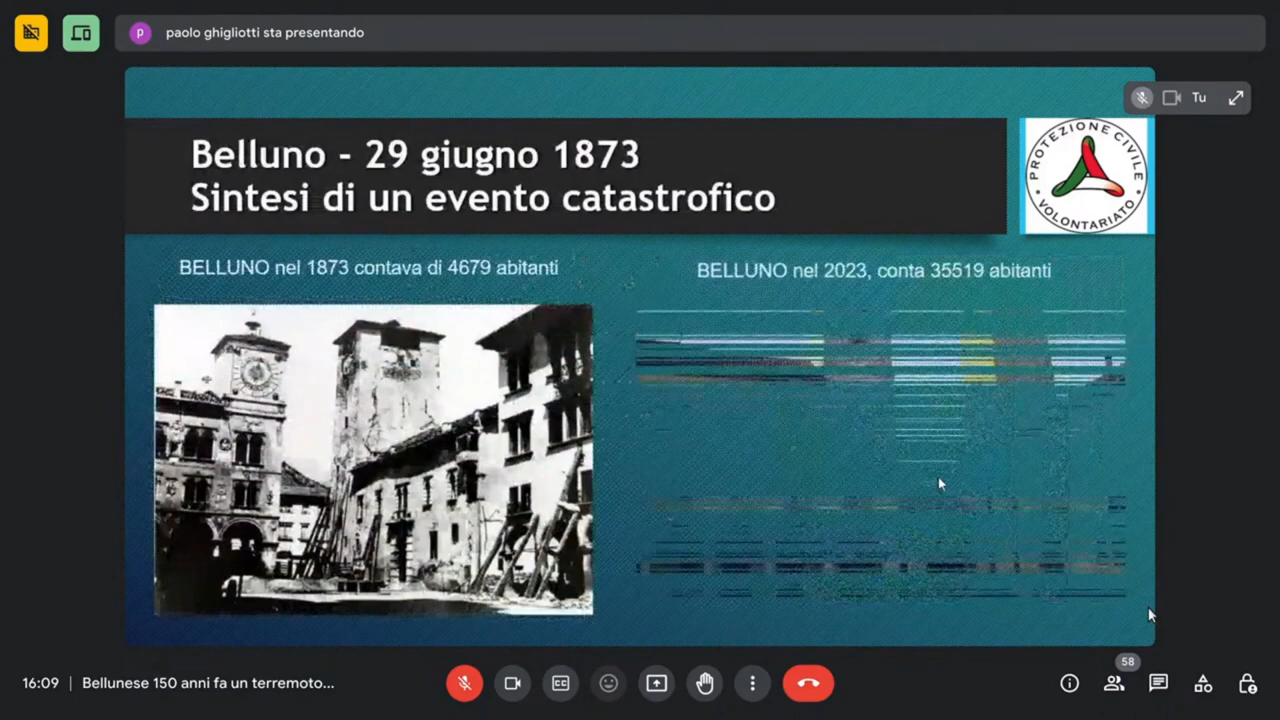 p paolo ghigliotti sta presentando
Tu
Belluno - 29 giugno 1873
Sintesi di un evento catastrofico
PROTEZIONE CIVILE
VOLONTARIATO
BELLUNO nel 1873 contava di 4679 abitanti
BELLUNO nel 2023, conta 35519 abitanti
58
16:09 | Bellunese 150 anni fa un terremoto...
CC